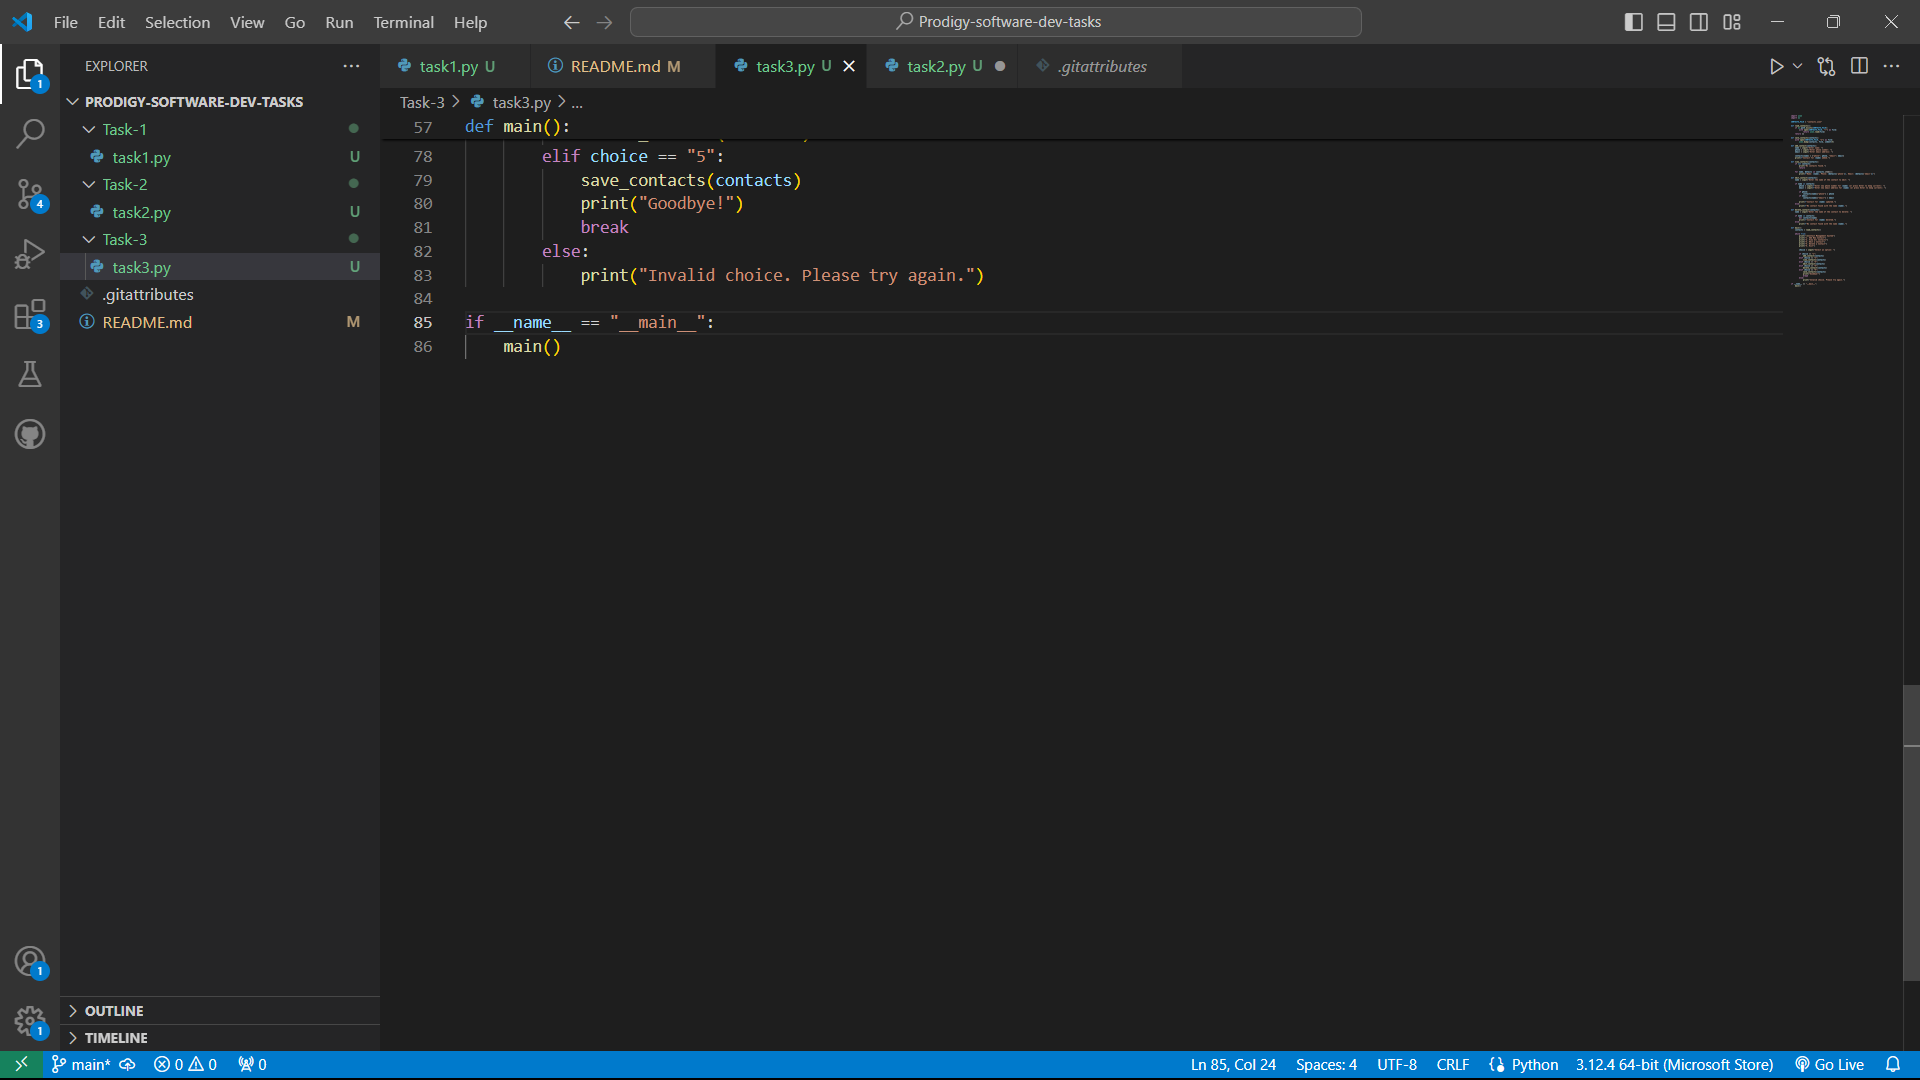 File Edit Selection View Go Run Terminal Help
Prodigy-software-dev-tasks
EXPLORER
PRODIGY-SOFTWARE-DEV-TASKS
Task-1
task1.py U
Task-2
task2.py U
Task-3
task3.py U
.gitattributes
README.md M
OUTLINE
TIMELINE
1
4
3
1
1
task1.py U README.md M task3.py U task2.py U .gitattributes
Task-3 > task3.py > ...
57 def main():
78 elif choice == "5":
79 save_contacts(contacts)
80 print("Goodbye!")
81 break
82 else:
83 print("Invalid choice. Please try again.")
84
85 if __name__ == "__main__":
86 main()
main* 0 0 0 Ln 85, Col 24 Spaces: 4 UTF-8 CRLF Python 3.12.4 64-bit (Microsoft Store) Go Live